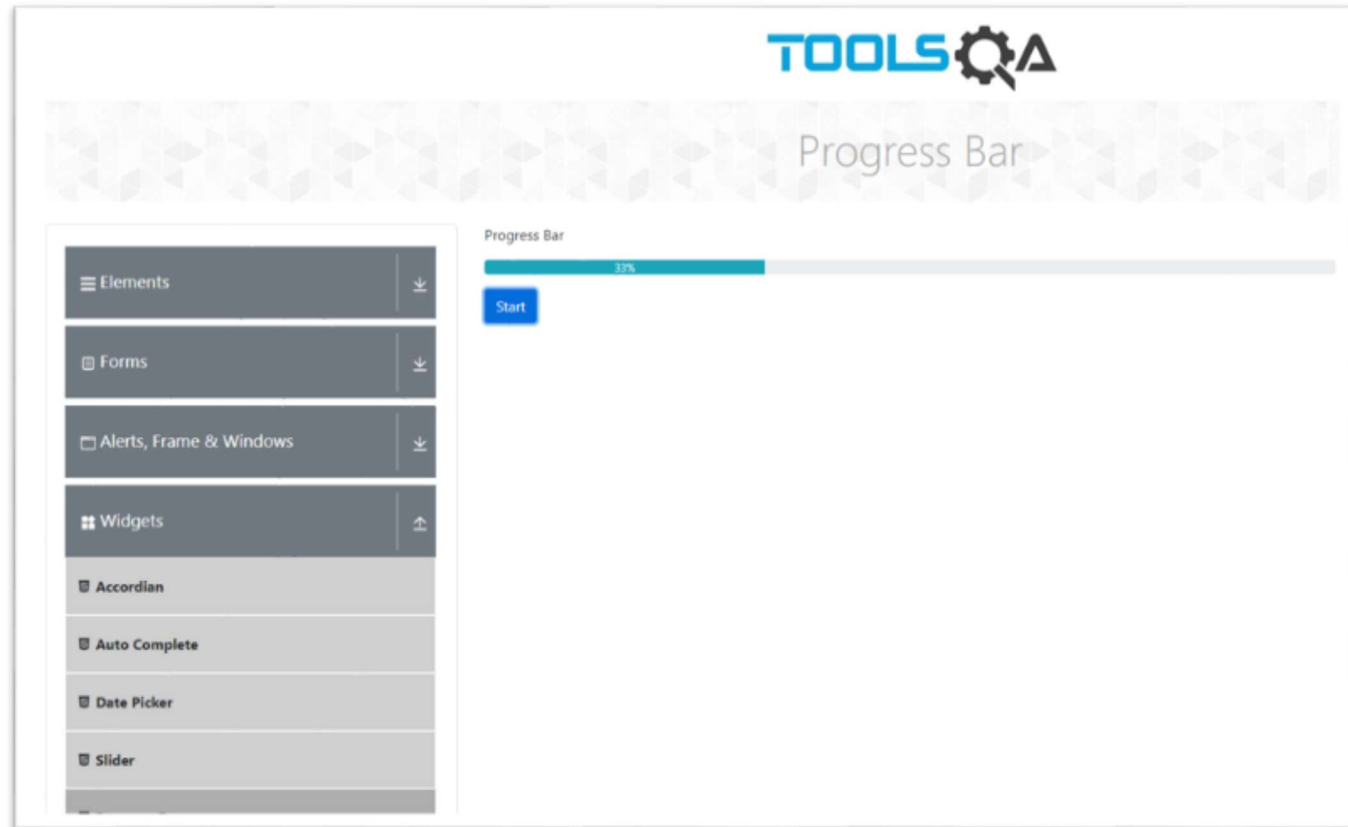 TOOLSQA
Progress Bar
Progress Bar
33%
Start
Elements
Forms
Alerts, Frame & Windows
Widgets
Accordian
Auto Complete
Date Picker
Slider